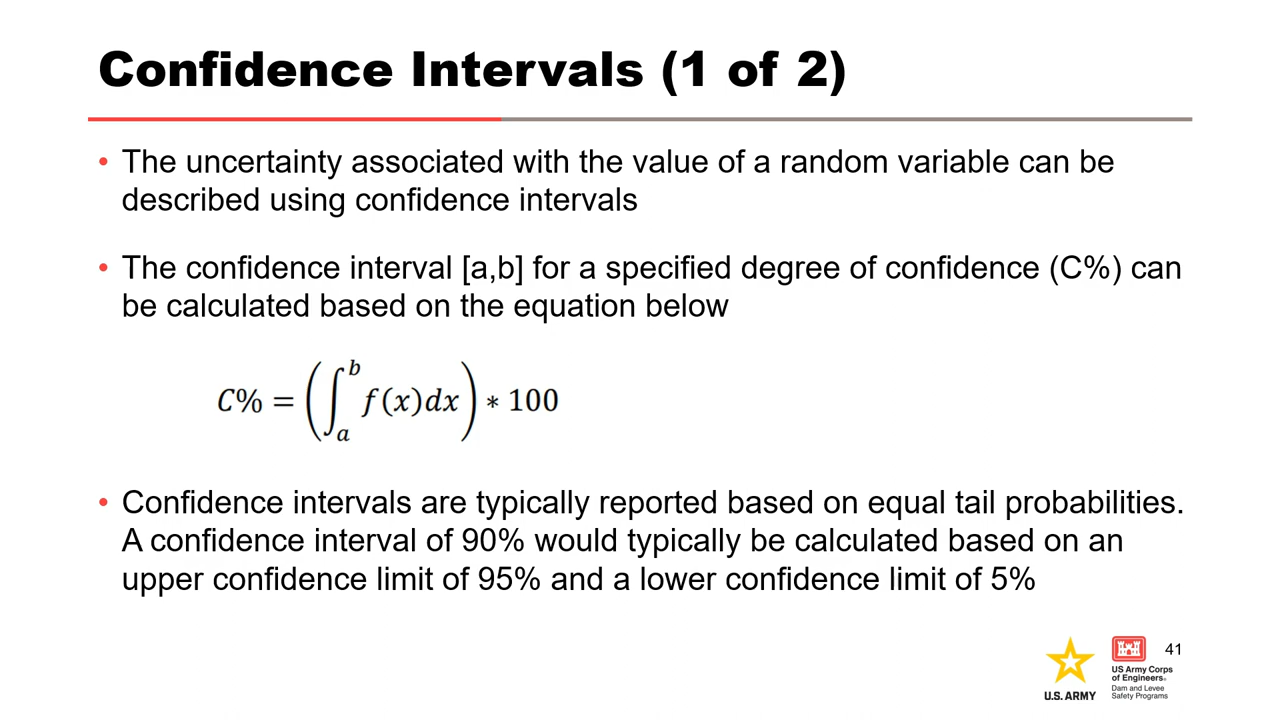 Confidence Intervals (1 of 2)
• The uncertainty associated with the value of a random variable can be
described using confidence intervals
• The confidence interval [a,b] for a specified degree of confidence (C%) can
be calculated based on the equation below
C% = (∫_a^b f(x)dx) * 100
• Confidence intervals are typically reported based on equal tail probabilities.
A confidence interval of 90% would typically be calculated based on an
upper confidence limit of 95% and a lower confidence limit of 5%
41
U.S. ARMY
US Army Corps
of Engineers®
Dam and Levee
Safety Programs